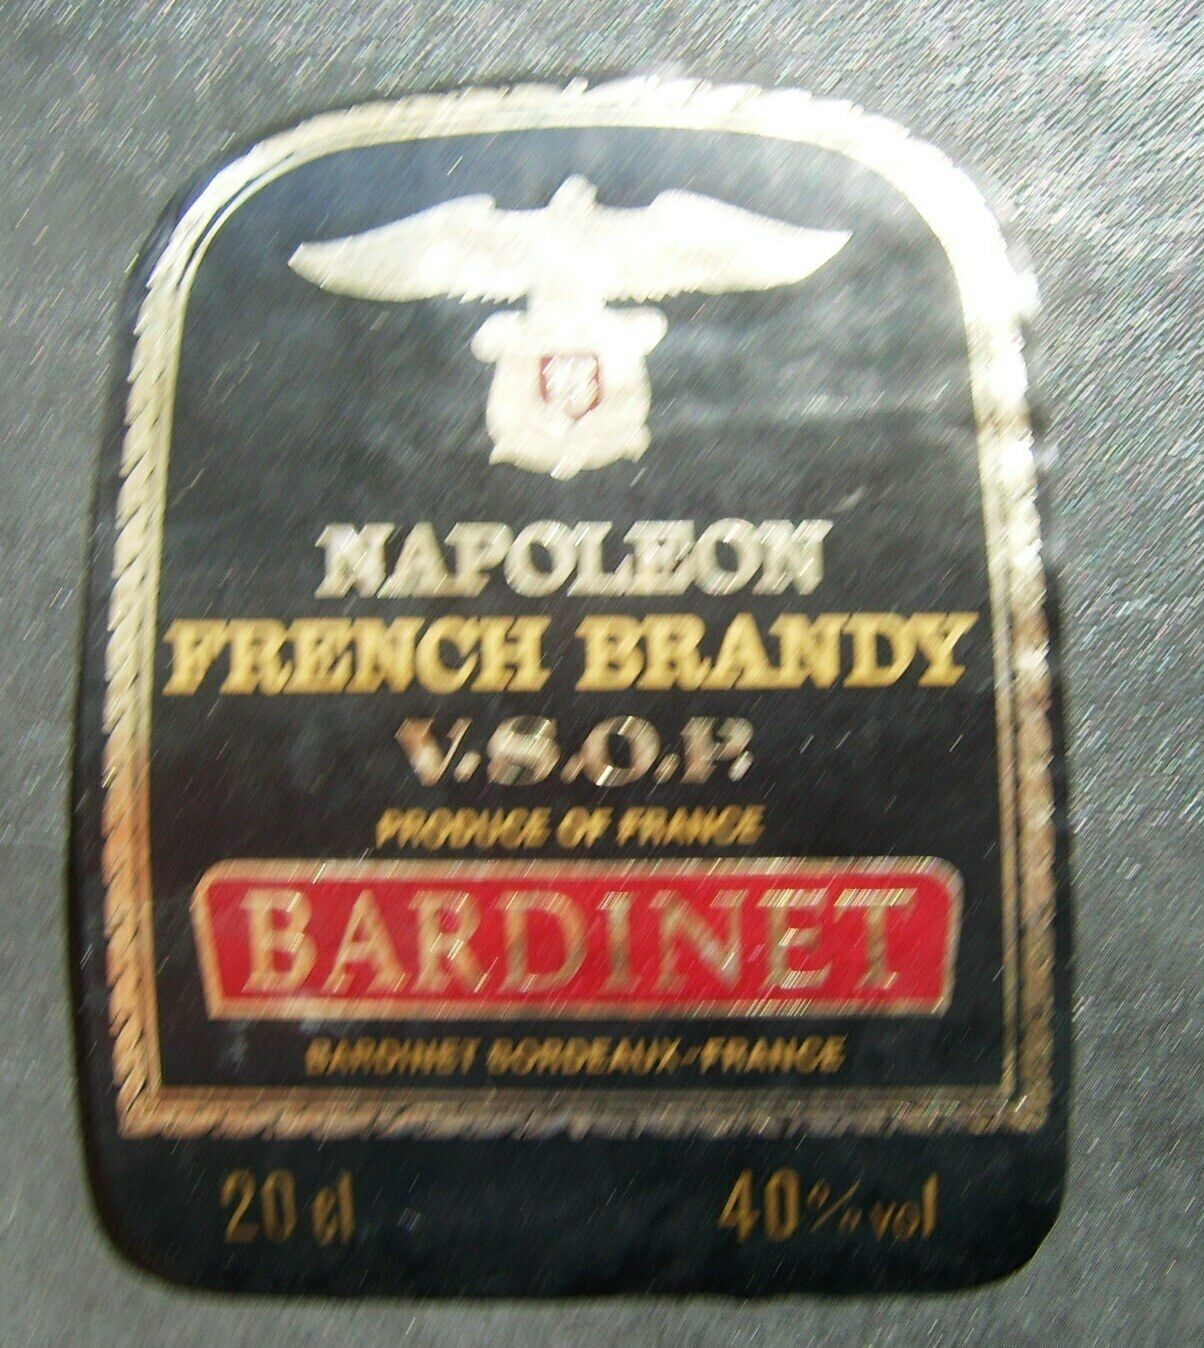 NAPOLEON
FRENCH BRANDY
V.S.O.P.
PRODUCE OF FRANCE
BARDINET
BARDINET BORDEAUX-FRANCE
20 cl 40% vol